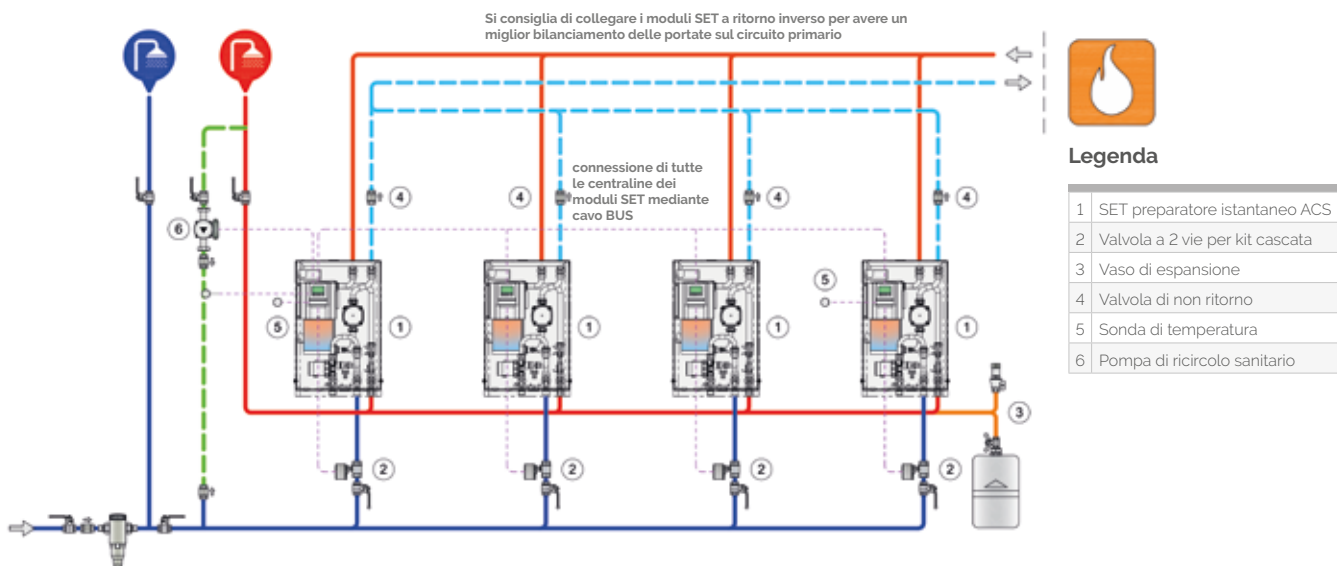 Si consiglia di collegare i moduli SET a ritorno inverso per avere un
miglior bilanciamento delle portate sul circuito primario
connessione di tutte
le centraline dei
moduli SET mediante
cavo BUS
4
4
4
4
6
5
5
1
1
1
1
3
2
2
2
2
Legenda
1 SET preparatore istantaneo ACS
2 Valvola a 2 vie per kit cascata
3 Vaso di espansione
4 Valvola di non ritorno
5 Sonda di temperatura
6 Pompa di ricircolo sanitario